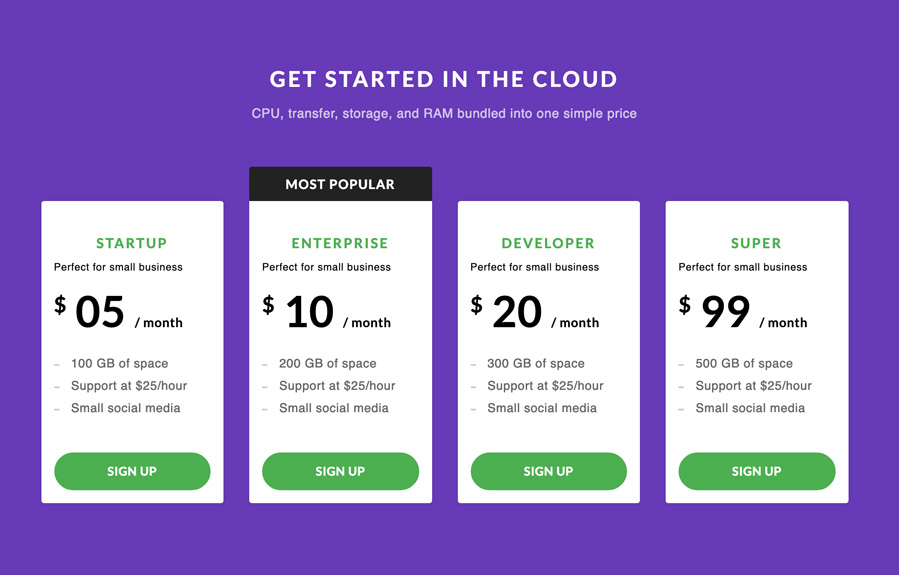 GET STARTED IN THE CLOUD
CPU, transfer, storage, and RAM bundled into one simple price
STARTUP
Perfect for small business
$ 05 / month
– 100 GB of space
– Support at $25/hour
– Small social media
SIGN UP
MOST POPULAR
ENTERPRISE
Perfect for small business
$ 10 / month
– 200 GB of space
– Support at $25/hour
– Small social media
SIGN UP
DEVELOPER
Perfect for small business
$ 20 / month
– 300 GB of space
– Support at $25/hour
– Small social media
SIGN UP
SUPER
Perfect for small business
$ 99 / month
– 500 GB of space
– Support at $25/hour
– Small social media
SIGN UP